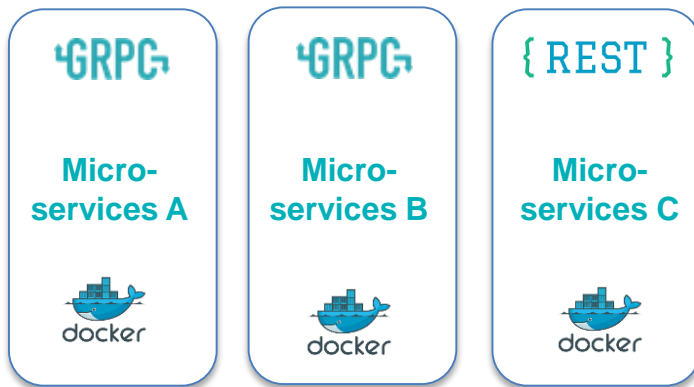 GRPC
Micro-
services A
docker
GRPC
Micro-
services B
docker
{ REST }
Micro-
services C
docker